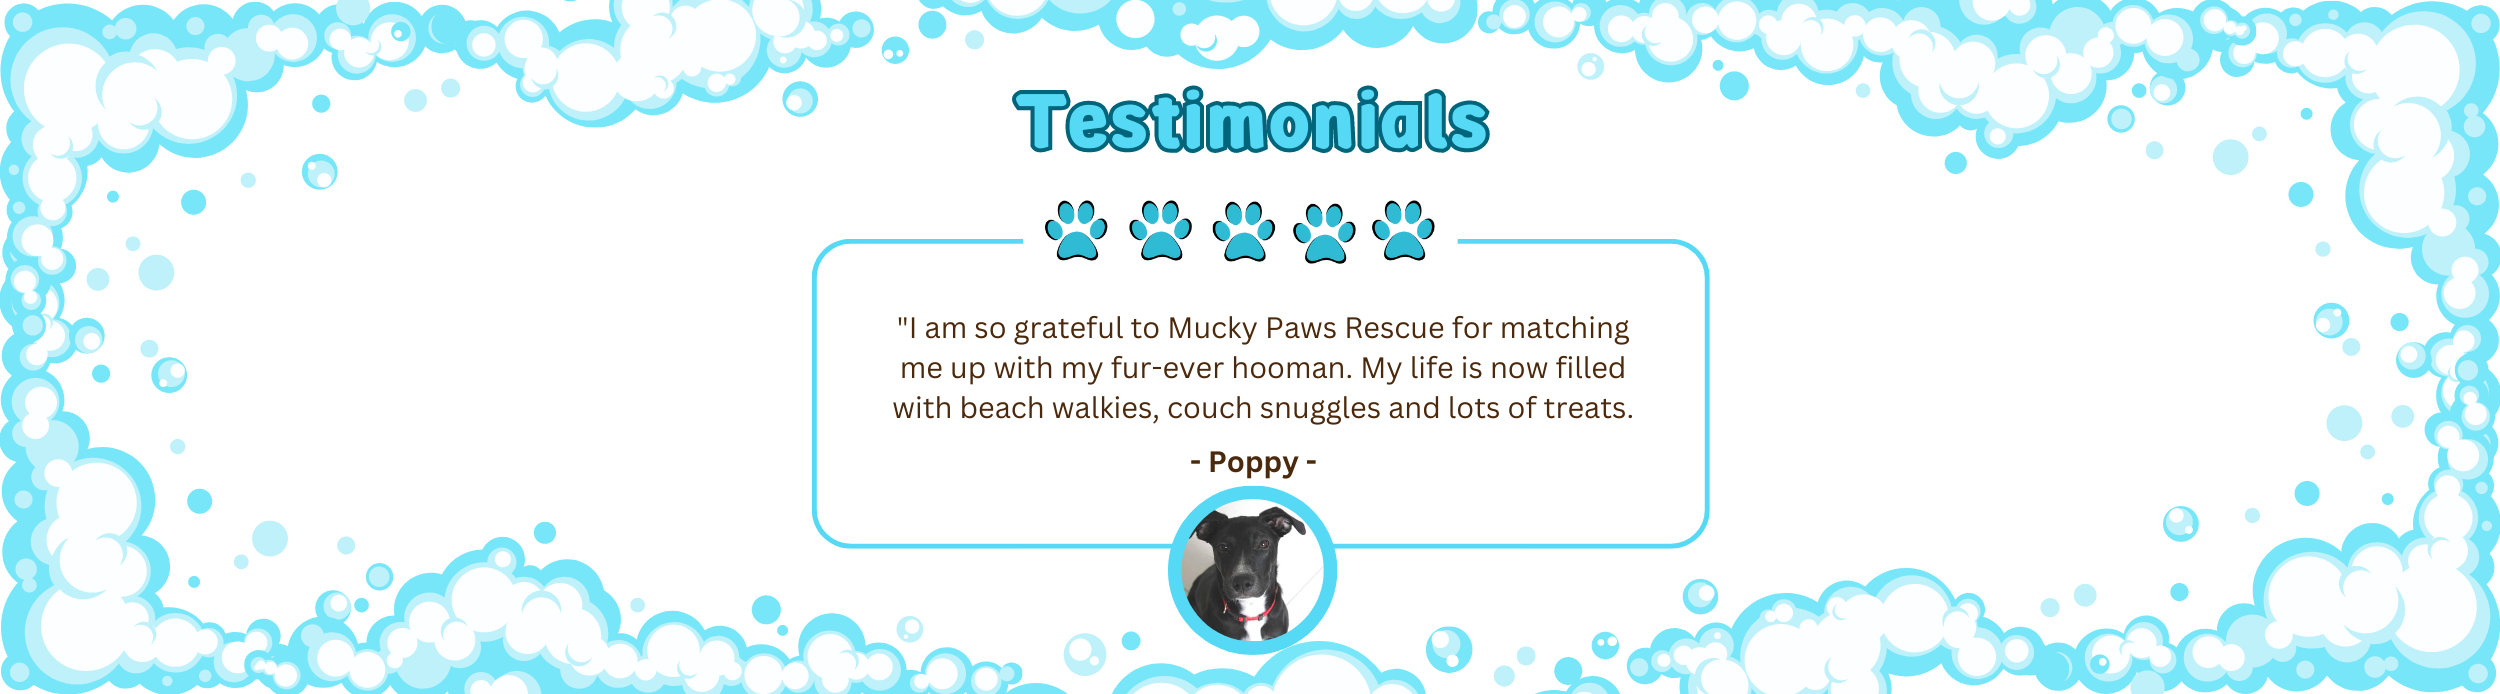 Testimonials
"I am so grateful to Mucky Paws Rescue for matching
me up with my fur-ever hooman. My life is now filled
with beach walkies, couch snuggles and lots of treats.
- Poppy -